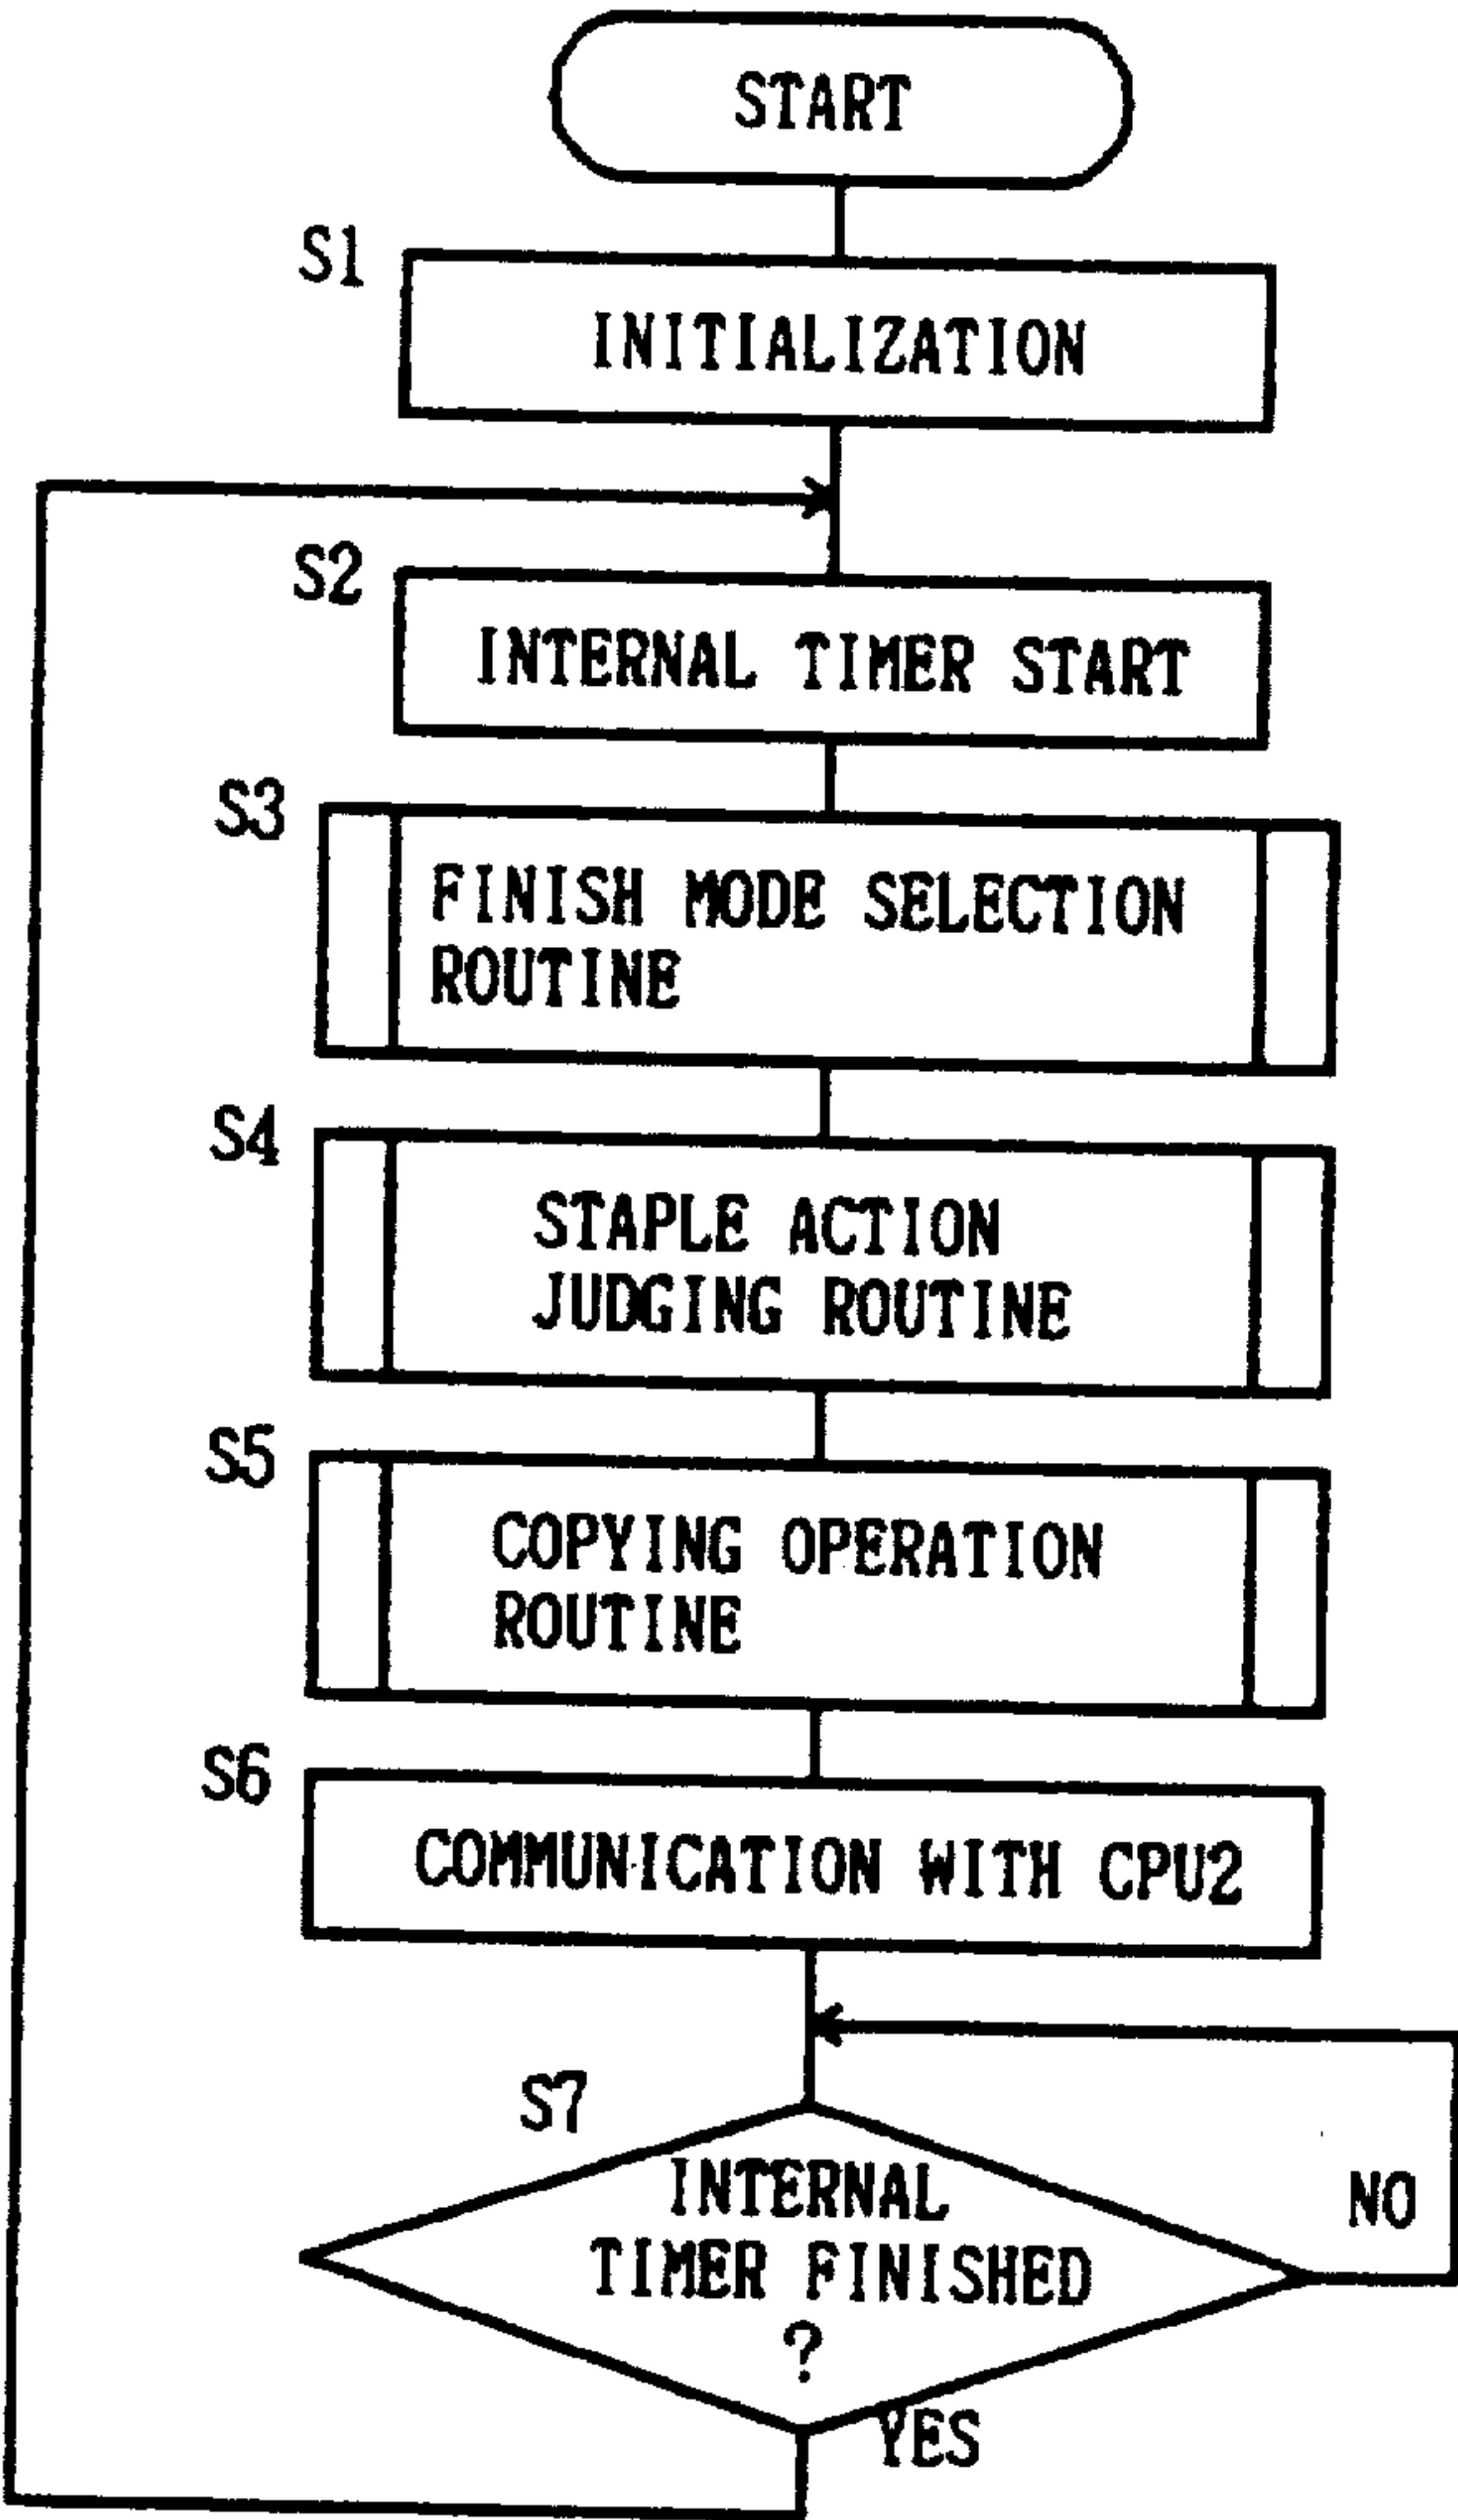 START
S1
INITIALIZATION
S2
INTERNAL TIMER START
S3
FINISH MODE SELECTION
ROUTINE
S4
STAPLE ACTION
JUDGING ROUTINE
S5
COPYING OPERATION
ROUTINE
S6
COMMUNICATION WITH CPU2
S7
INTERNAL
TIMER FINISHED
?
NO
YES